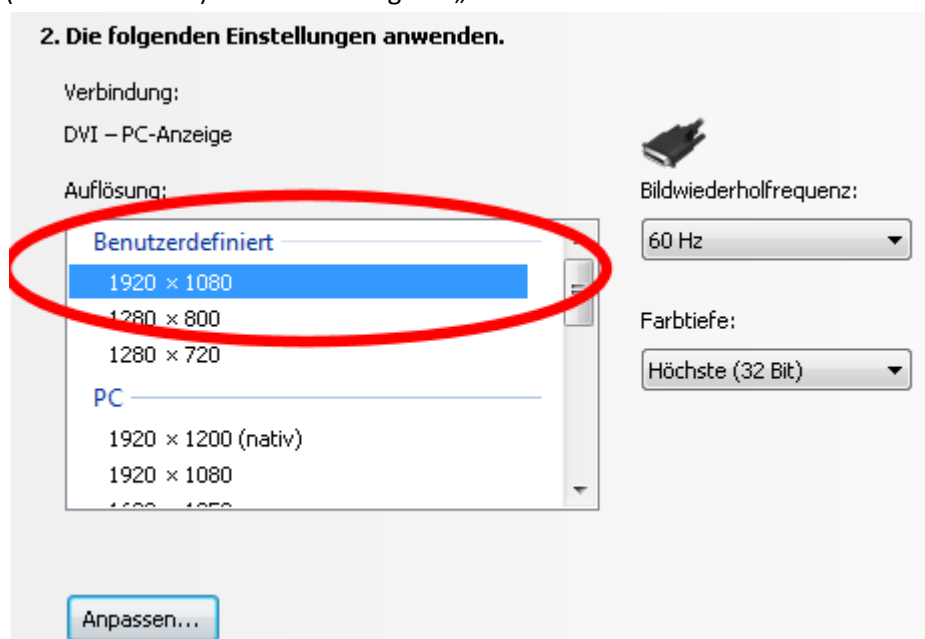 2. Die folgenden Einstellungen anwenden.
Verbindung:
DVI – PC-Anzeige
Auflösung:
Bildwiederholfrequenz:
Benutzerdefiniert
60 Hz
1920 × 1080
1280 × 800
Farbtiefe:
1280 × 720
Höchste (32 Bit)
PC
1920 × 1200 (nativ)
1920 × 1080
Anpassen...